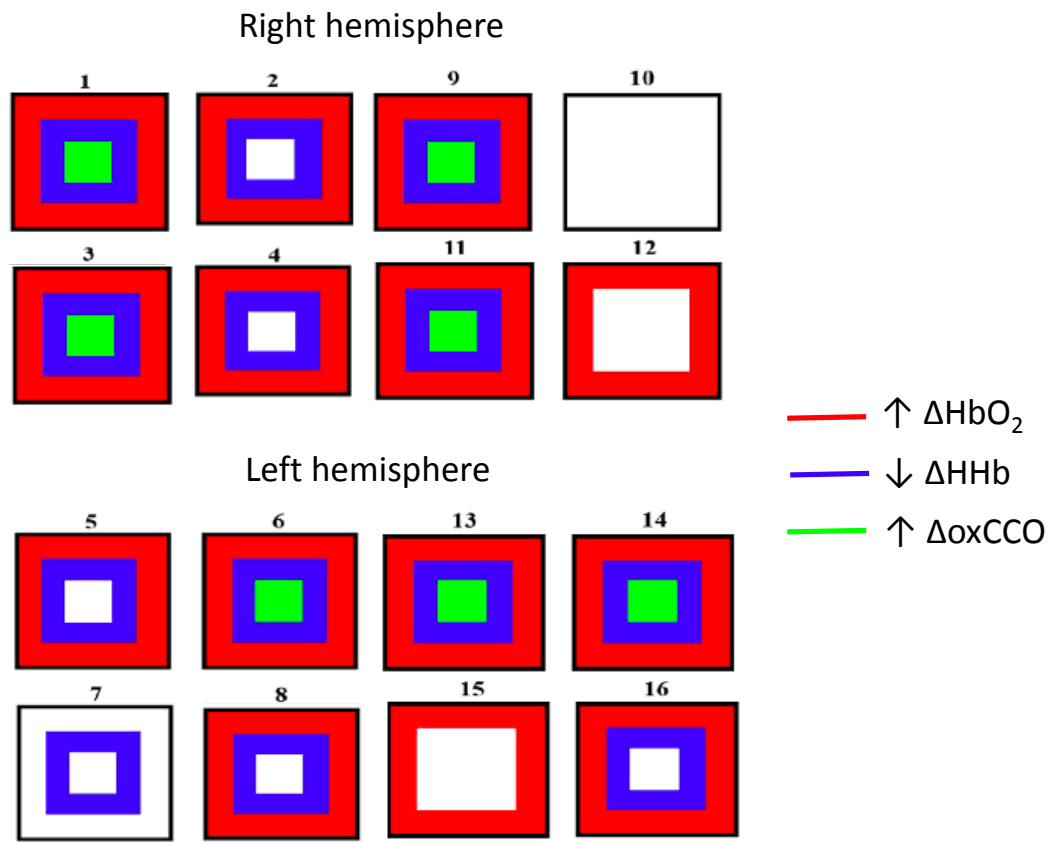 Right hemisphere
1 2 9 10
3 4 11 12
↑ ΔHbO₂
↓ ΔHHb
↑ ΔoxCCO
Left hemisphere
5 6 13 14
7 8 15 16